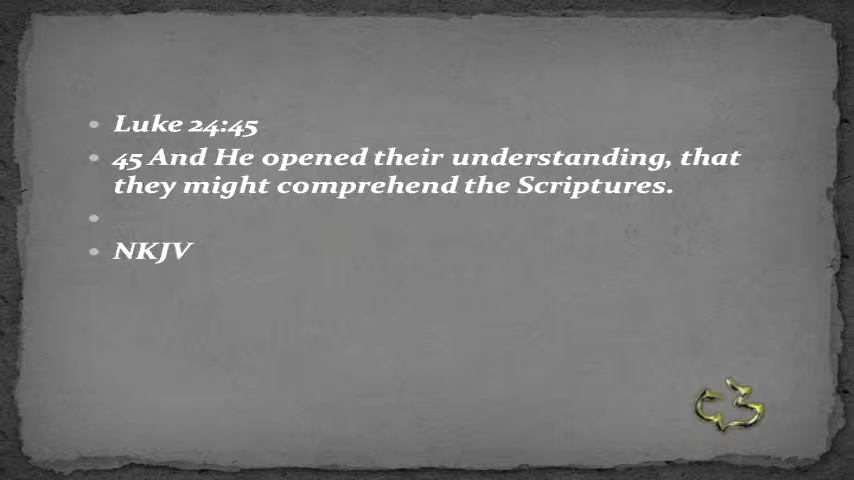 • Luke 24:45
• 45 And He opened their understanding, that
they might comprehend the Scriptures.
•
• NKJV